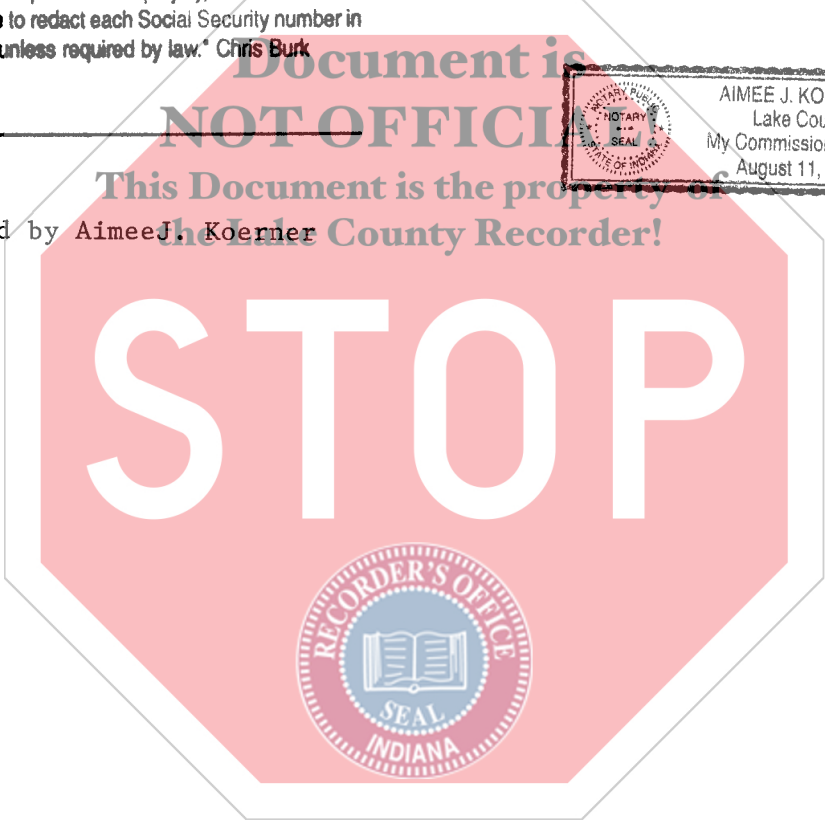 to redact each Social Security number in
unless required by law." Chris Burk
Document is
NOT OFFICIAL!
This Document is the property of
the Lake County Recorder!
NOTARY PUBLIC
NOTARY
SEAL
STATE OF INDIANA
AIMEE J. KO
Lake Cou
My Commission
August 11,
d by AimeeJ. Koerner
STOP
RECORDER'S OFFICE
SEAL
INDIANA